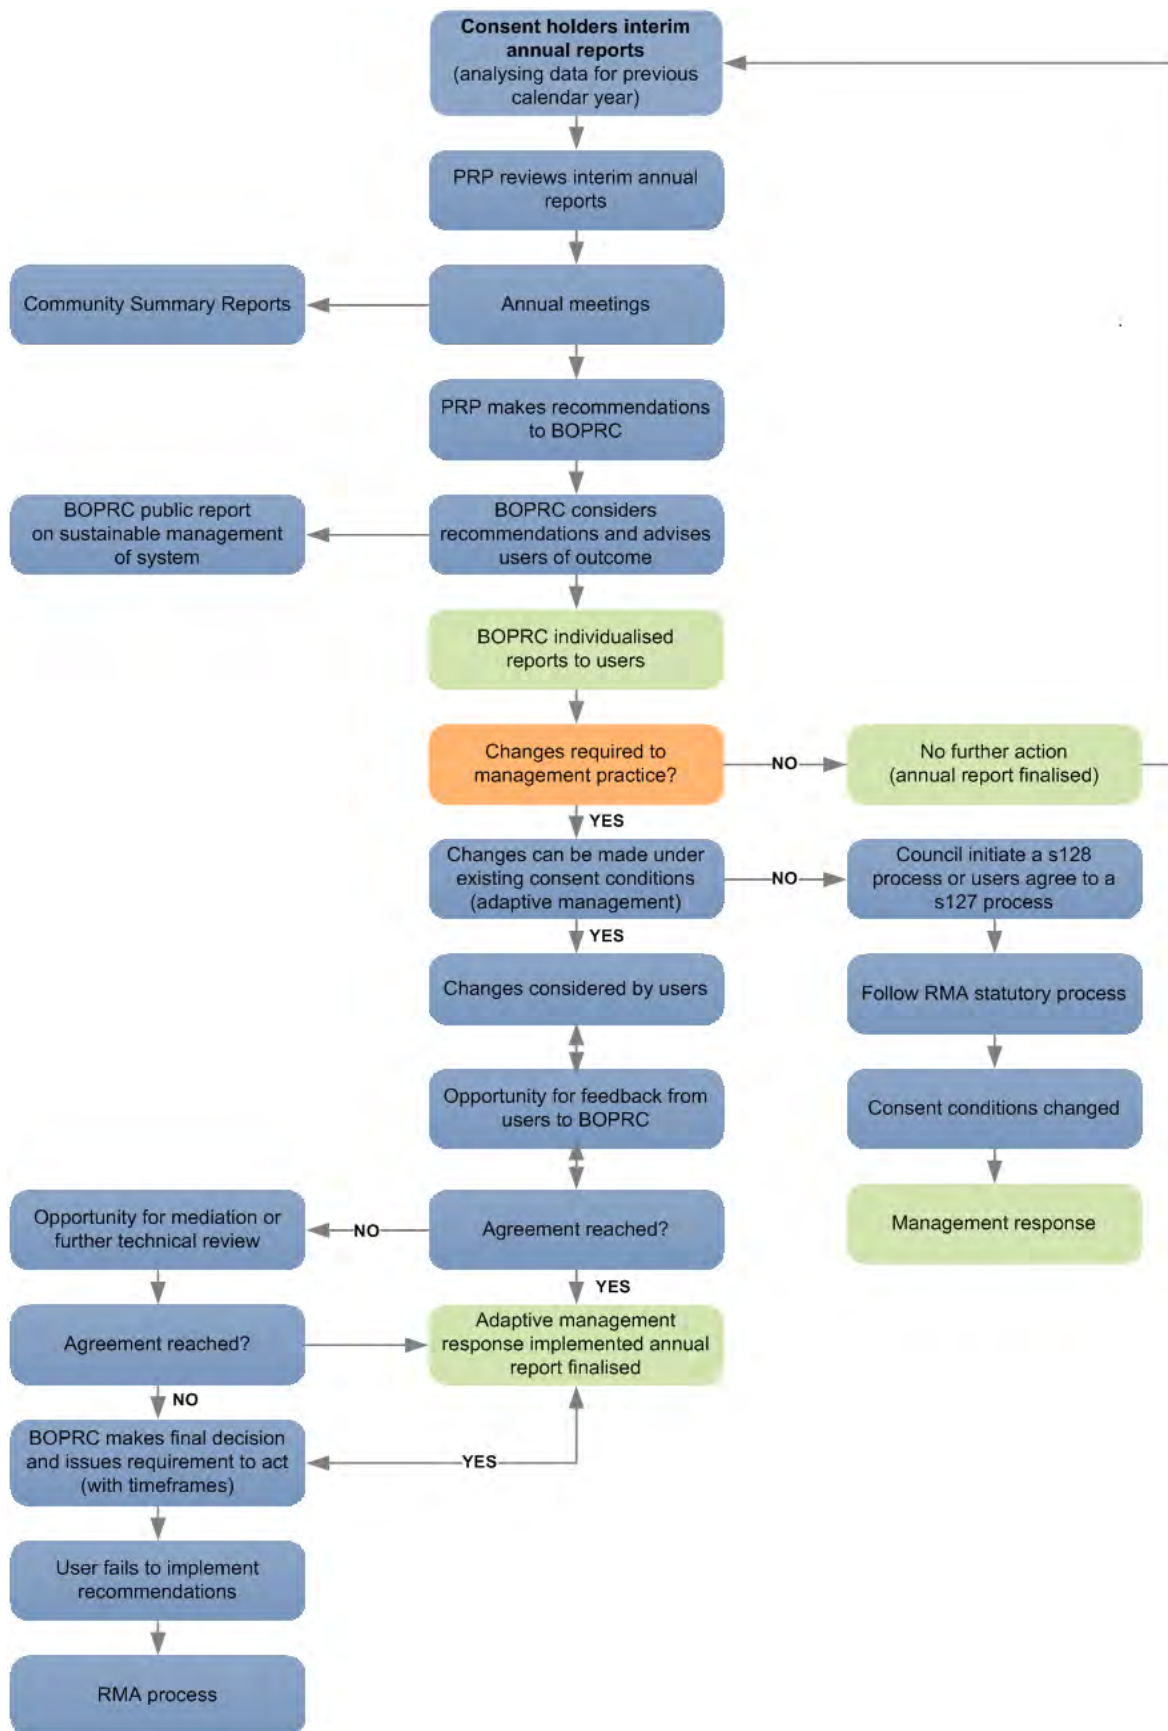 Consent holders interim
annual reports
(analysing data for previous
calendar year)
PRP reviews interim annual
reports
Community Summary Reports
Annual meetings
PRP makes recommendations
to BOPRC
BOPRC public report
on sustainable management
of system
BOPRC considers
recommendations and advises
users of outcome
BOPRC individualised
reports to users
Changes required to
management practice?
NO
No further action
(annual report finalised)
YES
Changes can be made under
existing consent conditions
(adaptive management)
NO
Council initiate a s128
process or users agree to a
s127 process
YES
Changes considered by users
Follow RMA statutory process
Opportunity for feedback from
users to BOPRC
Consent conditions changed
Opportunity for mediation or
further technical review
NO
Agreement reached?
Management response
YES
Agreement reached?
Adaptive management
response implemented annual
report finalised
NO
BOPRC makes final decision
and issues requirement to act
(with timeframes)
YES
User fails to implement
recommendations
RMA process